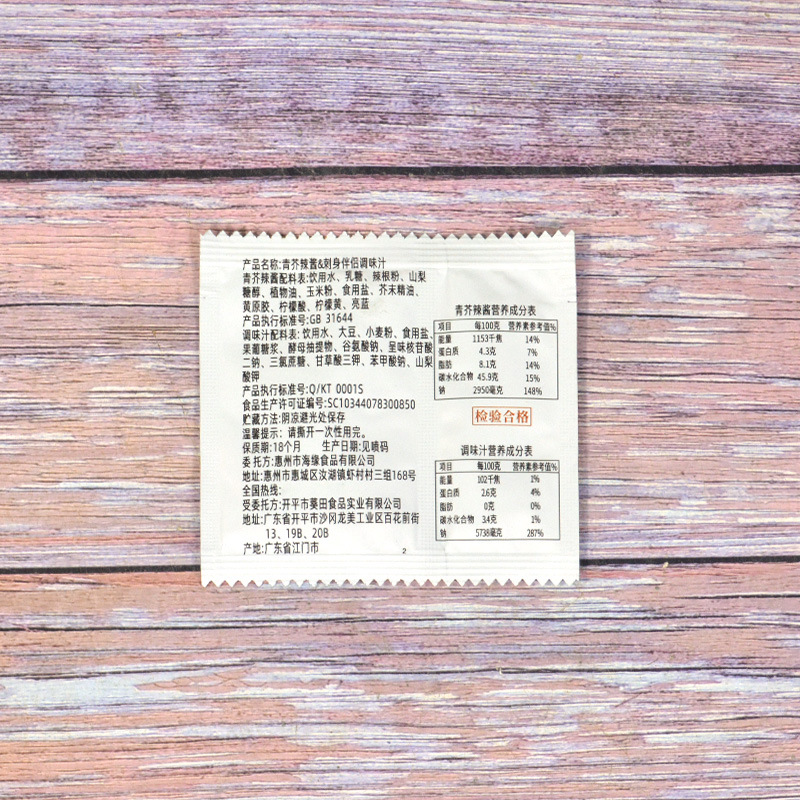 产品名称:青芥辣酱&刺身伴侣调味汁
青芥辣酱配料表:饮用水、乳糖、辣根粉、山梨
糖醇、植物油、玉米粉、食用盐、芥末精油、
黄原胶、柠檬酸、柠檬黄、亮蓝
产品执行标准号:GB 31644
调味汁配料表:饮用水、大豆、小麦粉、食用盐、
果葡糖浆、酵母抽提物、谷氨酸钠、呈味核苷酸
二钠、三氯蔗糖、甘草酸三钾、苯甲酸钠、山梨
酸钾
产品执行标准号:Q/KT 0001S
食品生产许可证编号:SC10344078300850
贮藏方法:阴凉避光处保存
温馨提示：请撕开一次性用完。
保质期:18个月 生产日期:见喷码
委托方:惠州市海缘食品有限公司
地址:惠州市惠城区汝湖镇虾村村三组168号
全国热线:
受委托方:开平市葵田食品实业有限公司
地址:广东省开平市沙冈龙美工业区百花前街
13、19B、20B
产地:广东省江门市
2
青芥辣酱营养成分表
项目 每100克 营养素参考值%
能量 1153千焦 14%
蛋白质 4.3克 7%
脂肪 8.1克 14%
碳水化合物 45.9克 15%
钠 2950毫克 148%
检验合格
调味汁营养成分表
项目 每100克 营养素参考值%
能量 102千焦 1%
蛋白质 2.6克 4%
脂肪 0克 0%
碳水化合物 3.4克 1%
钠 5738毫克 287%